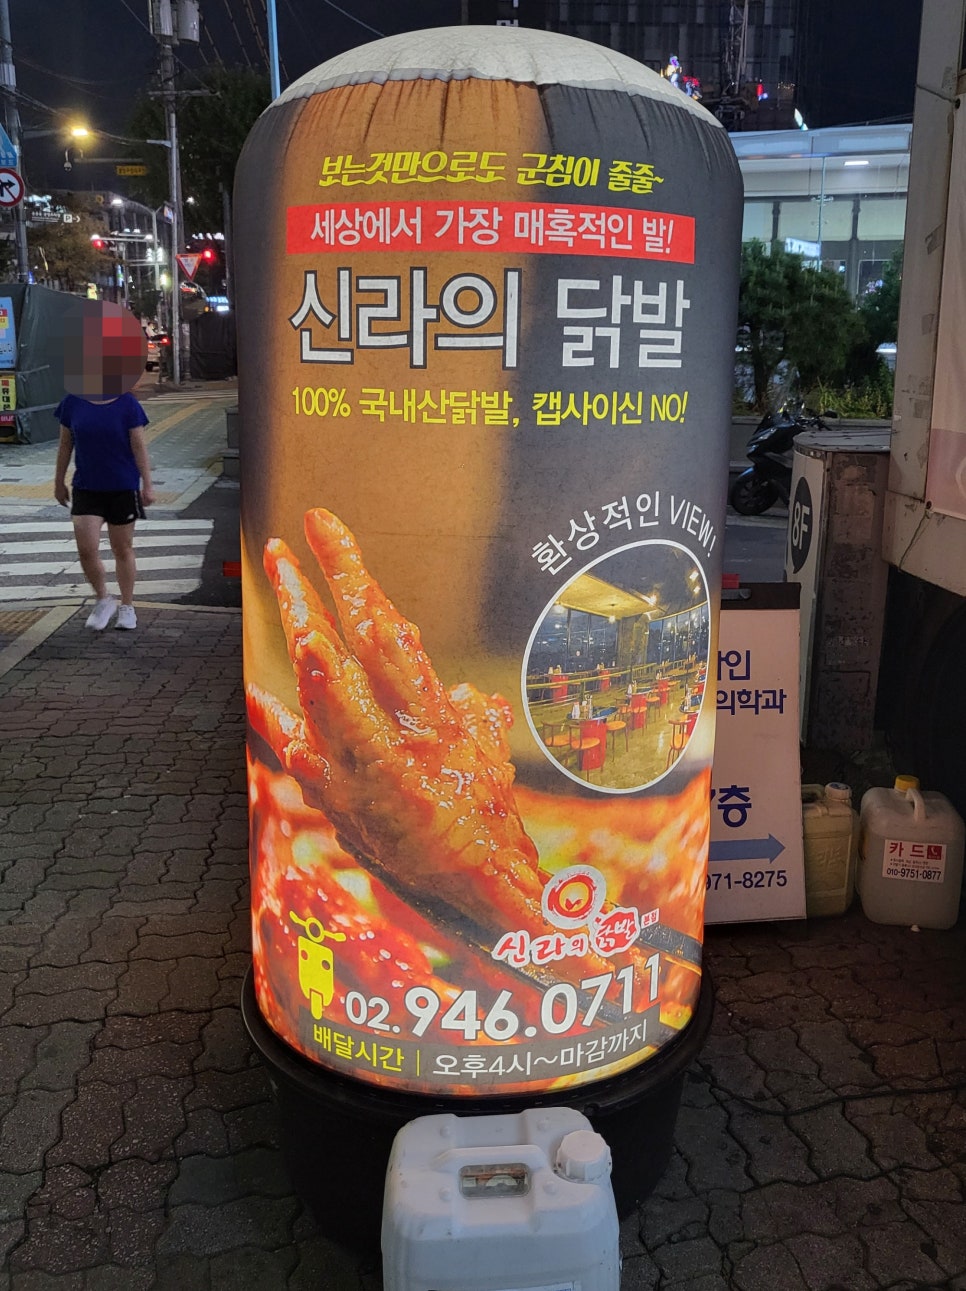 보는것만으로도 군침이 줄줄~
세상에서 가장 매혹적인 발!
신라의 닭발
100% 국내산닭발, 캡사이신 NO!
환상적인 VIEW!
신라의 닭발 본점
02.946.0711
배달시간 | 오후4시~마감까지
8F
인
의학과
7층
971-8275
카드
010-9751-0877